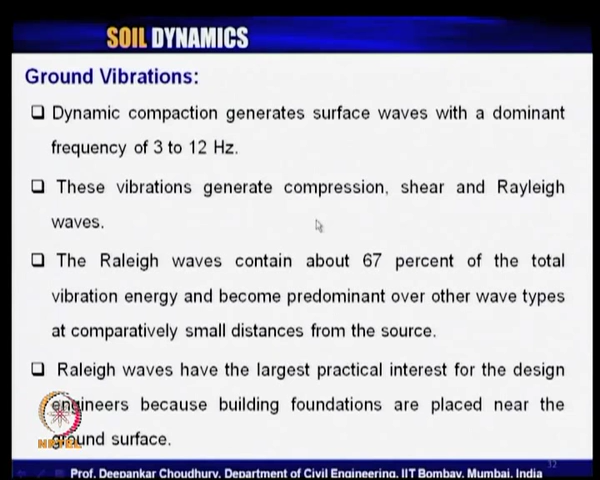 SOIL DYNAMICS
Ground Vibrations:
Dynamic compaction generates surface waves with a dominant
frequency of 3 to 12 Hz.
These vibrations generate compression, shear and Rayleigh
waves.
The Raleigh waves contain about 67 percent of the total
vibration energy and become predominant over other wave types
at comparatively small distances from the source.
Raleigh waves have the largest practical interest for the design
engineers because building foundations are placed near the
ground surface.
NPTEL
32
Prof. Deepankar Choudhury, Department of Civil Engineering, IIT Bombay, Mumbai, India